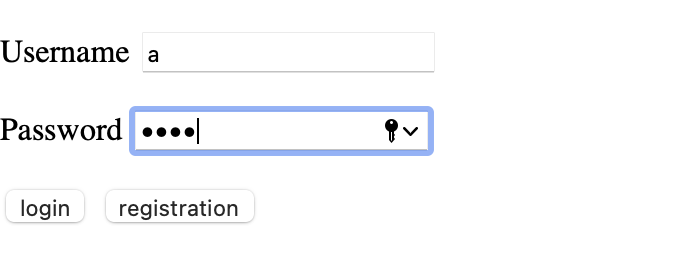 Username a
Password ••••
login registration